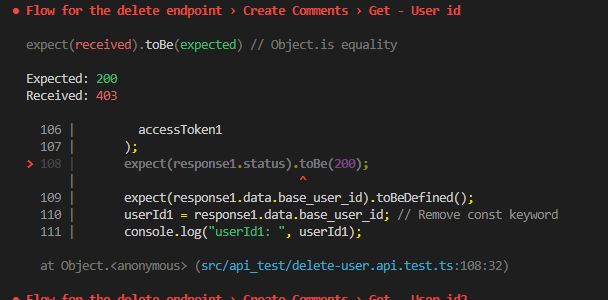 ● Flow for the delete endpoint › Create Comments › Get - User id
expect(received).toBe(expected) // Object.is equality
Expected: 200
Received: 403
106 | accessToken1
107 | );
> 108 | expect(response1.status).toBe(200);
| ^
109 | expect(response1.data.base_user_id).toBeDefined();
110 | userId1 = response1.data.base_user_id; // Remove const keyword
111 | console.log("userId1: ", userId1);
at Object.<anonymous> (src/api_test/delete-user.api.test.ts:108:32)
● Flow for the delete endpoint › Create Comments › Get - User id2